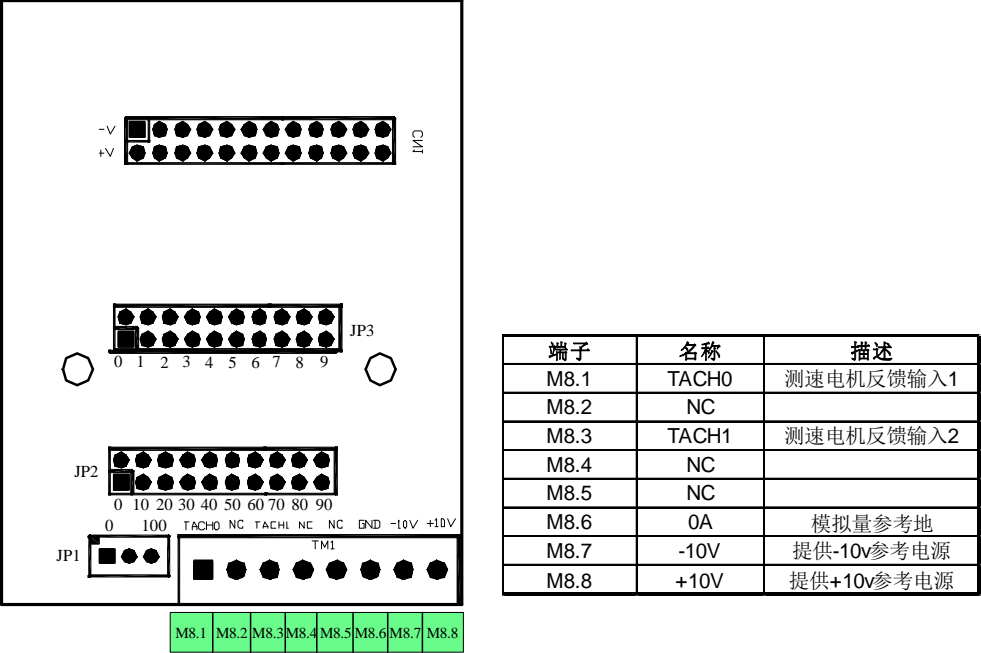 -V
+V
CN1
JP3
0 1 2 3 4 5 6 7 8 9
JP2
0 10 20 30 40 50 60 70 80 90
0 100
JP1
TACH0 NC TACH1 NC NC GND -10V +10V
TM1
M8.1 M8.2 M8.3 M8.4 M8.5 M8.6 M8.7 M8.8
端子 名称 描述
M8.1 TACH0 测速电机反馈输入1
M8.2 NC
M8.3 TACH1 测速电机反馈输入2
M8.4 NC
M8.5 NC
M8.6 0A 模拟量参考地
M8.7 -10V 提供-10v参考电源
M8.8 +10V 提供+10v参考电源